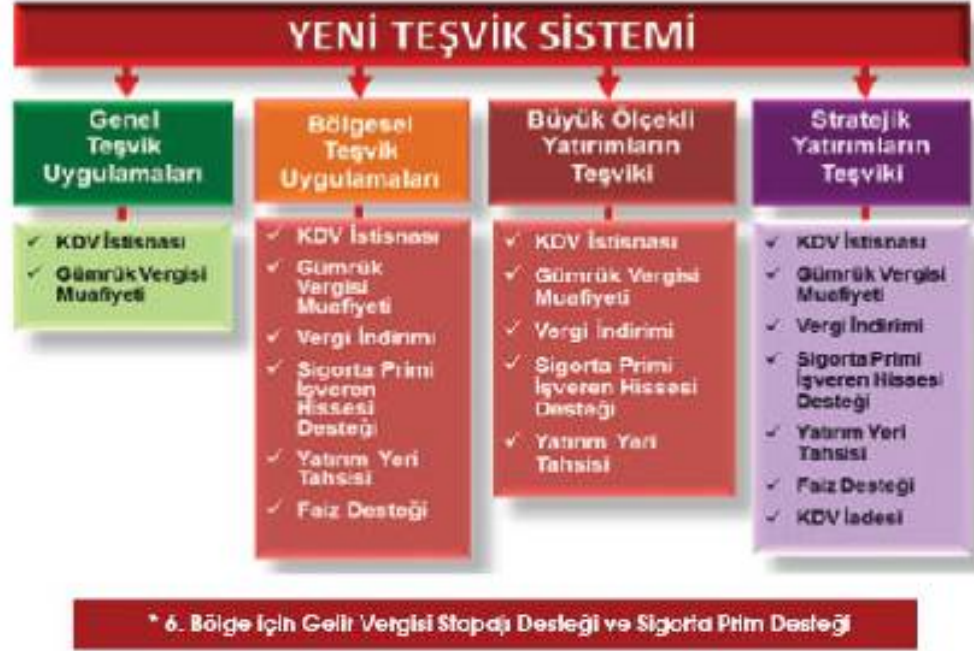 YENİ TEŞVİK SİSTEMİ
Genel
Teşvik
Uygulamaları
✓ KDV İstisnası
✓ Gümrük Vergisi
Muafiyeti
Bölgesel
Teşvik
Uygulamaları
✓ KDV İstisnası
✓ Gümrük
Vergisi
Muafiyeti
✓ Vergi İndirimi
✓ Sigorta Primi
İşveren
Hissesi
Desteği
✓ Yatırım Yeri
Tahsisi
✓ Faiz Desteği
Büyük Ölçekli
Yatırımların
Teşviki
✓ KDV İstisnası
✓ Gümrük Vergisi
Muafiyeti
✓ Vergi İndirimi
✓ Sigorta Primi
İşveren Hissesi
Desteği
✓ Yatırım Yeri
Tahsisi
Stratejik
Yatırımların
Teşviki
✓ KDV İstisnası
✓ Gümrük Vergisi
Muafiyeti
✓ Vergi İndirimi
✓ Sigorta Primi
İşveren Hissesi
Desteği
✓ Yatırım Yeri
Tahsisi
✓ Faiz Desteği
✓ KDV İadesi
* 6. Bölge için Gelir Vergisi Stopajı Desteği ve Sigorta Prim Desteği